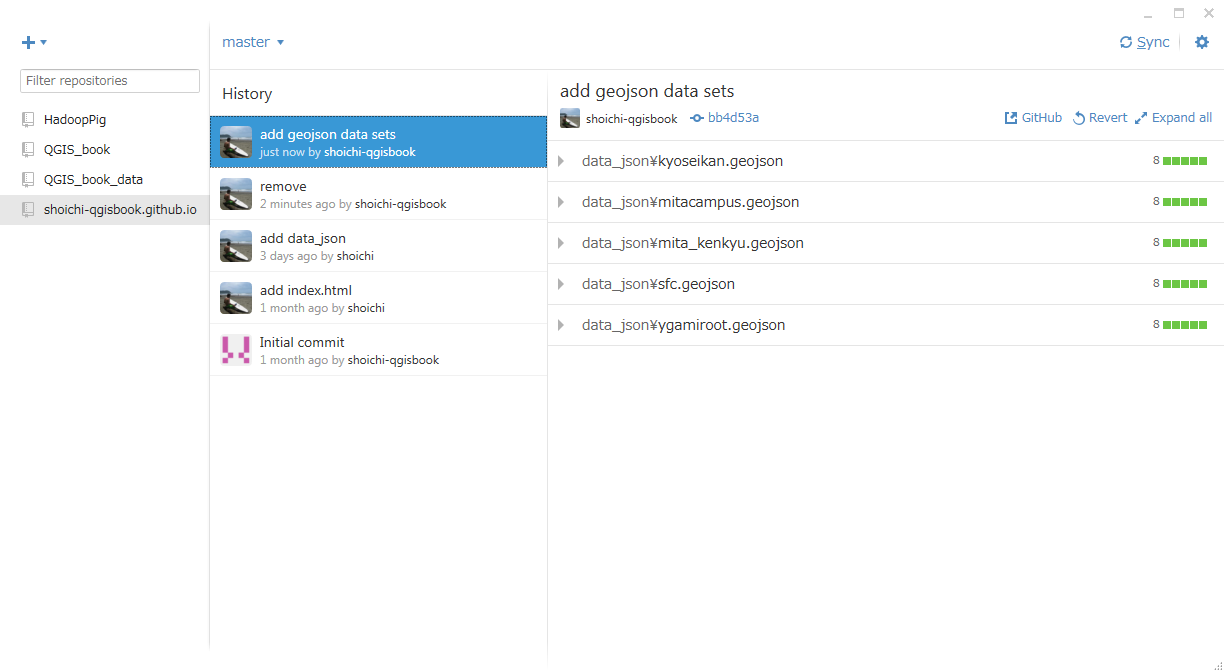 master
Sync
Filter repositories
HadoopPig
QGIS_book
QGIS_book_data
shoichi-qgisbook.github.io
History
add geojson data sets
just now by shoichi-qgisbook
remove
2 minutes ago by shoichi-qgisbook
add data_json
3 days ago by shoichi
add index.html
1 month ago by shoichi
Initial commit
1 month ago by shoichi-qgisbook
add geojson data sets
shoichi-qgisbook bb4d53a GitHub Revert Expand all
data_json¥kyoseikan.geojson 8
data_json¥mitacampus.geojson 8
data_json¥mita_kenkyu.geojson 8
data_json¥sfc.geojson 8
data_json¥ygamiroot.geojson 8